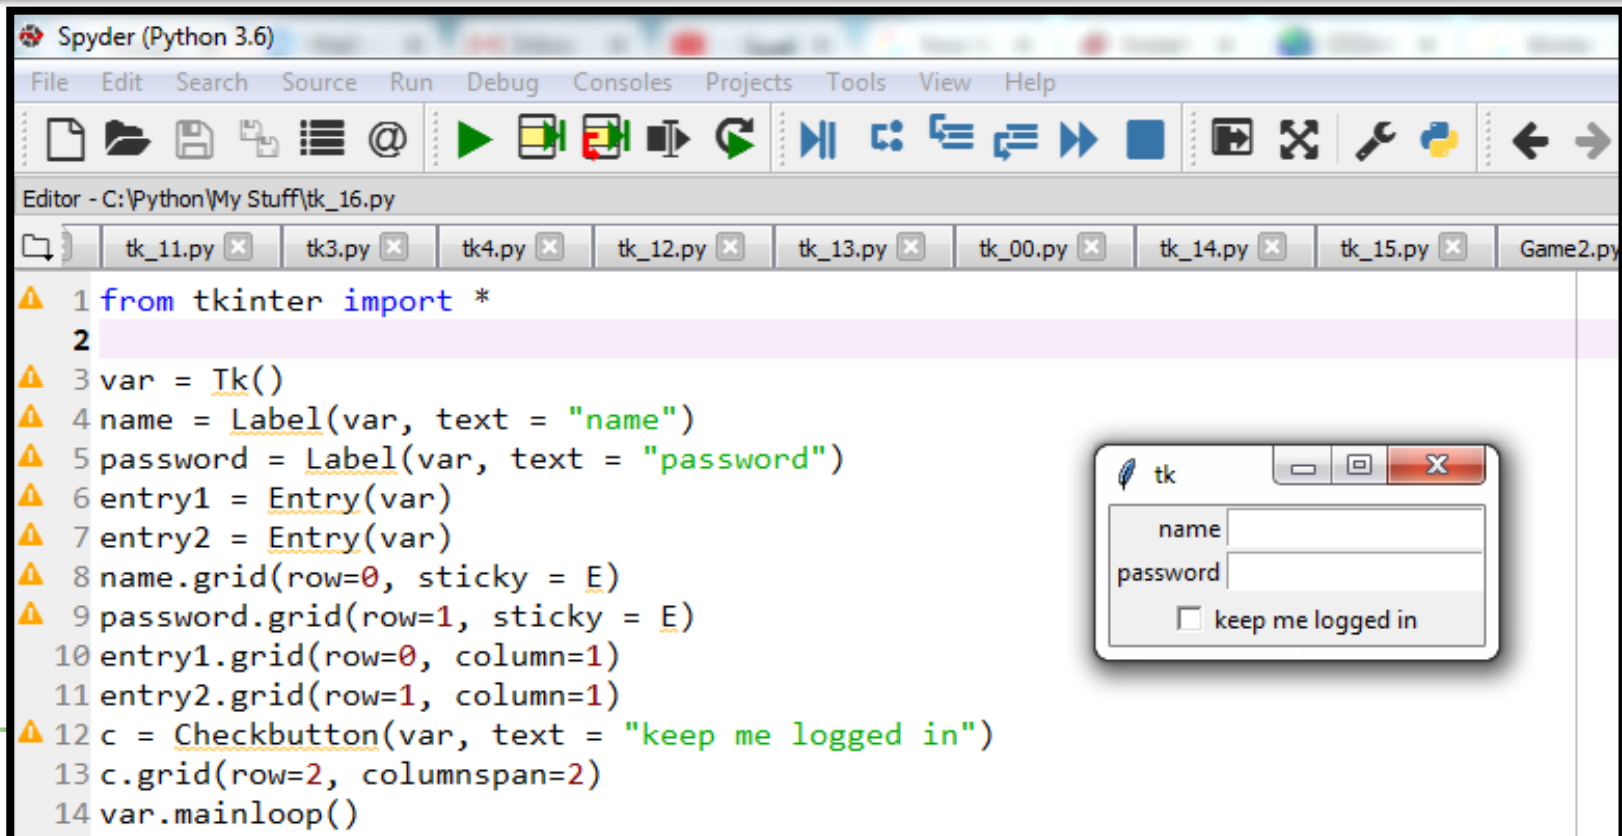 Spyder (Python 3.6)
File Edit Search Source Run Debug Consoles Projects Tools View Help
Editor - C:\Python\My Stuff\tk_16.py
tk_11.py tk3.py tk4.py tk_12.py tk_13.py tk_00.py tk_14.py tk_15.py Game2.py
1 from tkinter import *
2
3 var = Tk()
4 name = Label(var, text = "name")
5 password = Label(var, text = "password")
6 entry1 = Entry(var)
7 entry2 = Entry(var)
8 name.grid(row=0, sticky = E)
9 password.grid(row=1, sticky = E)
10 entry1.grid(row=0, column=1)
11 entry2.grid(row=1, column=1)
12 c = Checkbutton(var, text = "keep me logged in")
13 c.grid(row=2, columnspan=2)
14 var.mainloop()
tk
name
password
keep me logged in